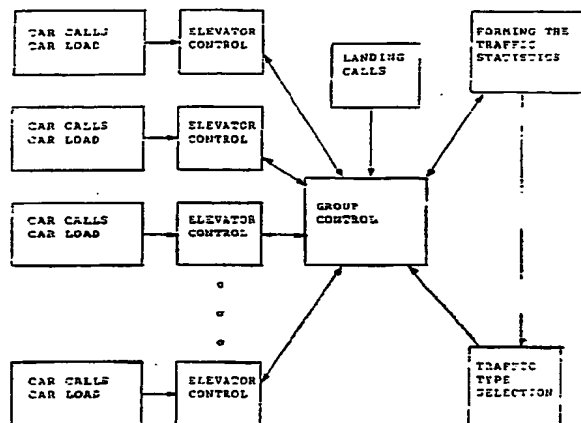 CAR CALLS
CAR LOAD
ELEVATOR
CONTROL
LANDING
CALLS
FORMING THE
TRAFFIC
STATISTICS
CAR CALLS
CAR LOAD
ELEVATOR
CONTROL
CAR CALLS
CAR LOAD
ELEVATOR
CONTROL
GROUP
CONTROL
CAR CALLS
CAR LOAD
ELEVATOR
CONTROL
TRAFFIC
TYPE
SELECTION